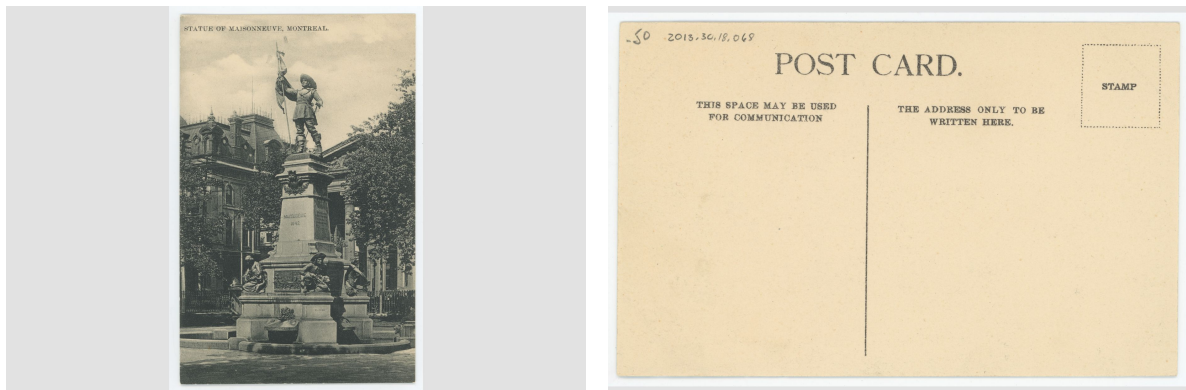 STATUE OF MAISONNEUVE, MONTREAL.
-50 2013.30.18.068
POST CARD.
THIS SPACE MAY BE USED
FOR COMMUNICATION
THE ADDRESS ONLY TO BE
WRITTEN HERE.
STAMP